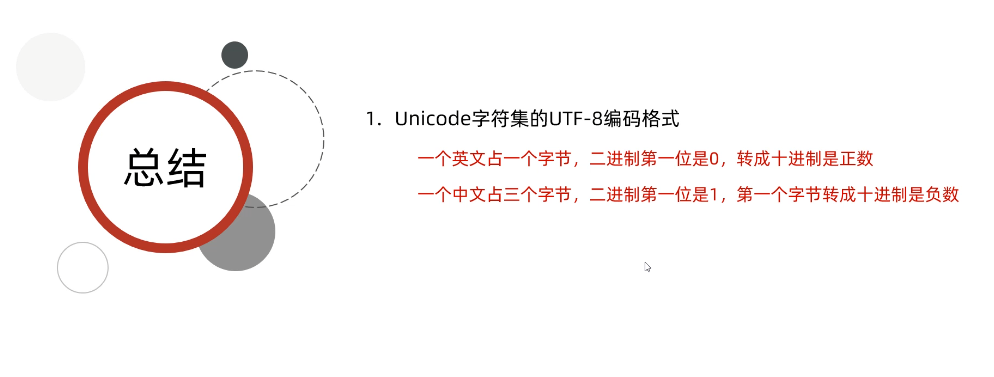 总结
1. Unicode字符集的UTF-8编码格式
一个英文占一个字节，二进制第一位是0，转成十进制是正数
一个中文占三个字节，二进制第一位是1，第一个字节转成十进制是负数